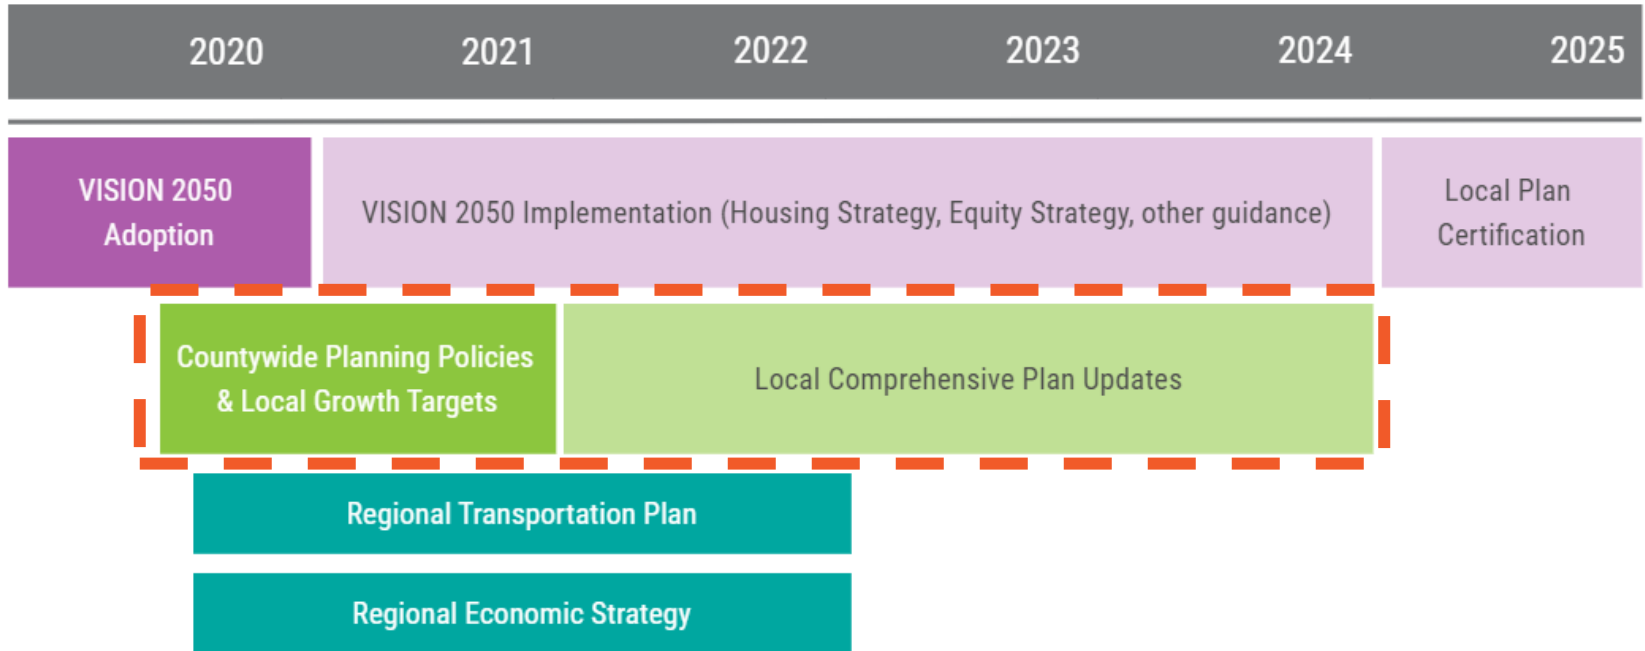 2020 2021 2022 2023 2024 2025
VISION 2050
Adoption
VISION 2050 Implementation (Housing Strategy, Equity Strategy, other guidance)
Local Plan
Certification
Countywide Planning Policies
& Local Growth Targets
Local Comprehensive Plan Updates
Regional Transportation Plan
Regional Economic Strategy